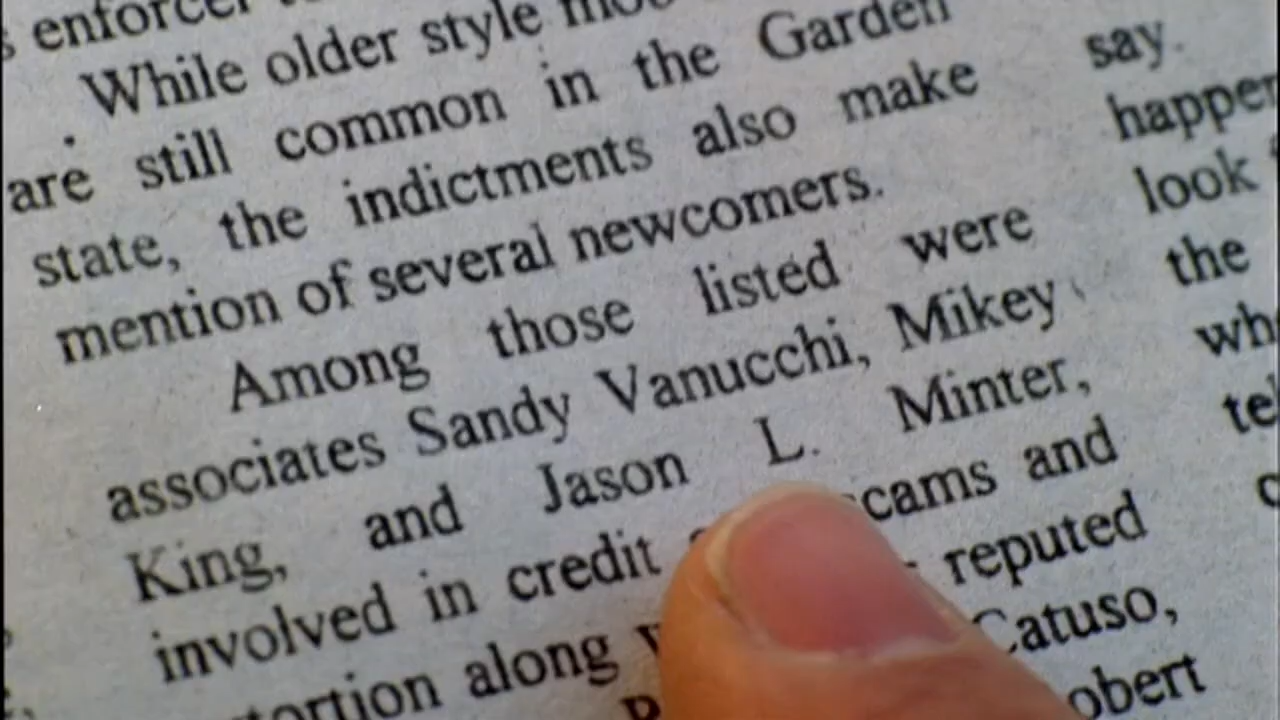 enforcer
While older style
are still common in the Garden
state, the indictments also make
mention of several newcomers.
Among those listed were
associates Sandy Vanucchi, Mikey
King, and Jason L. Minter,
involved in credit cams and
along reputed
Catuso,
obert
say.
happen
look
the